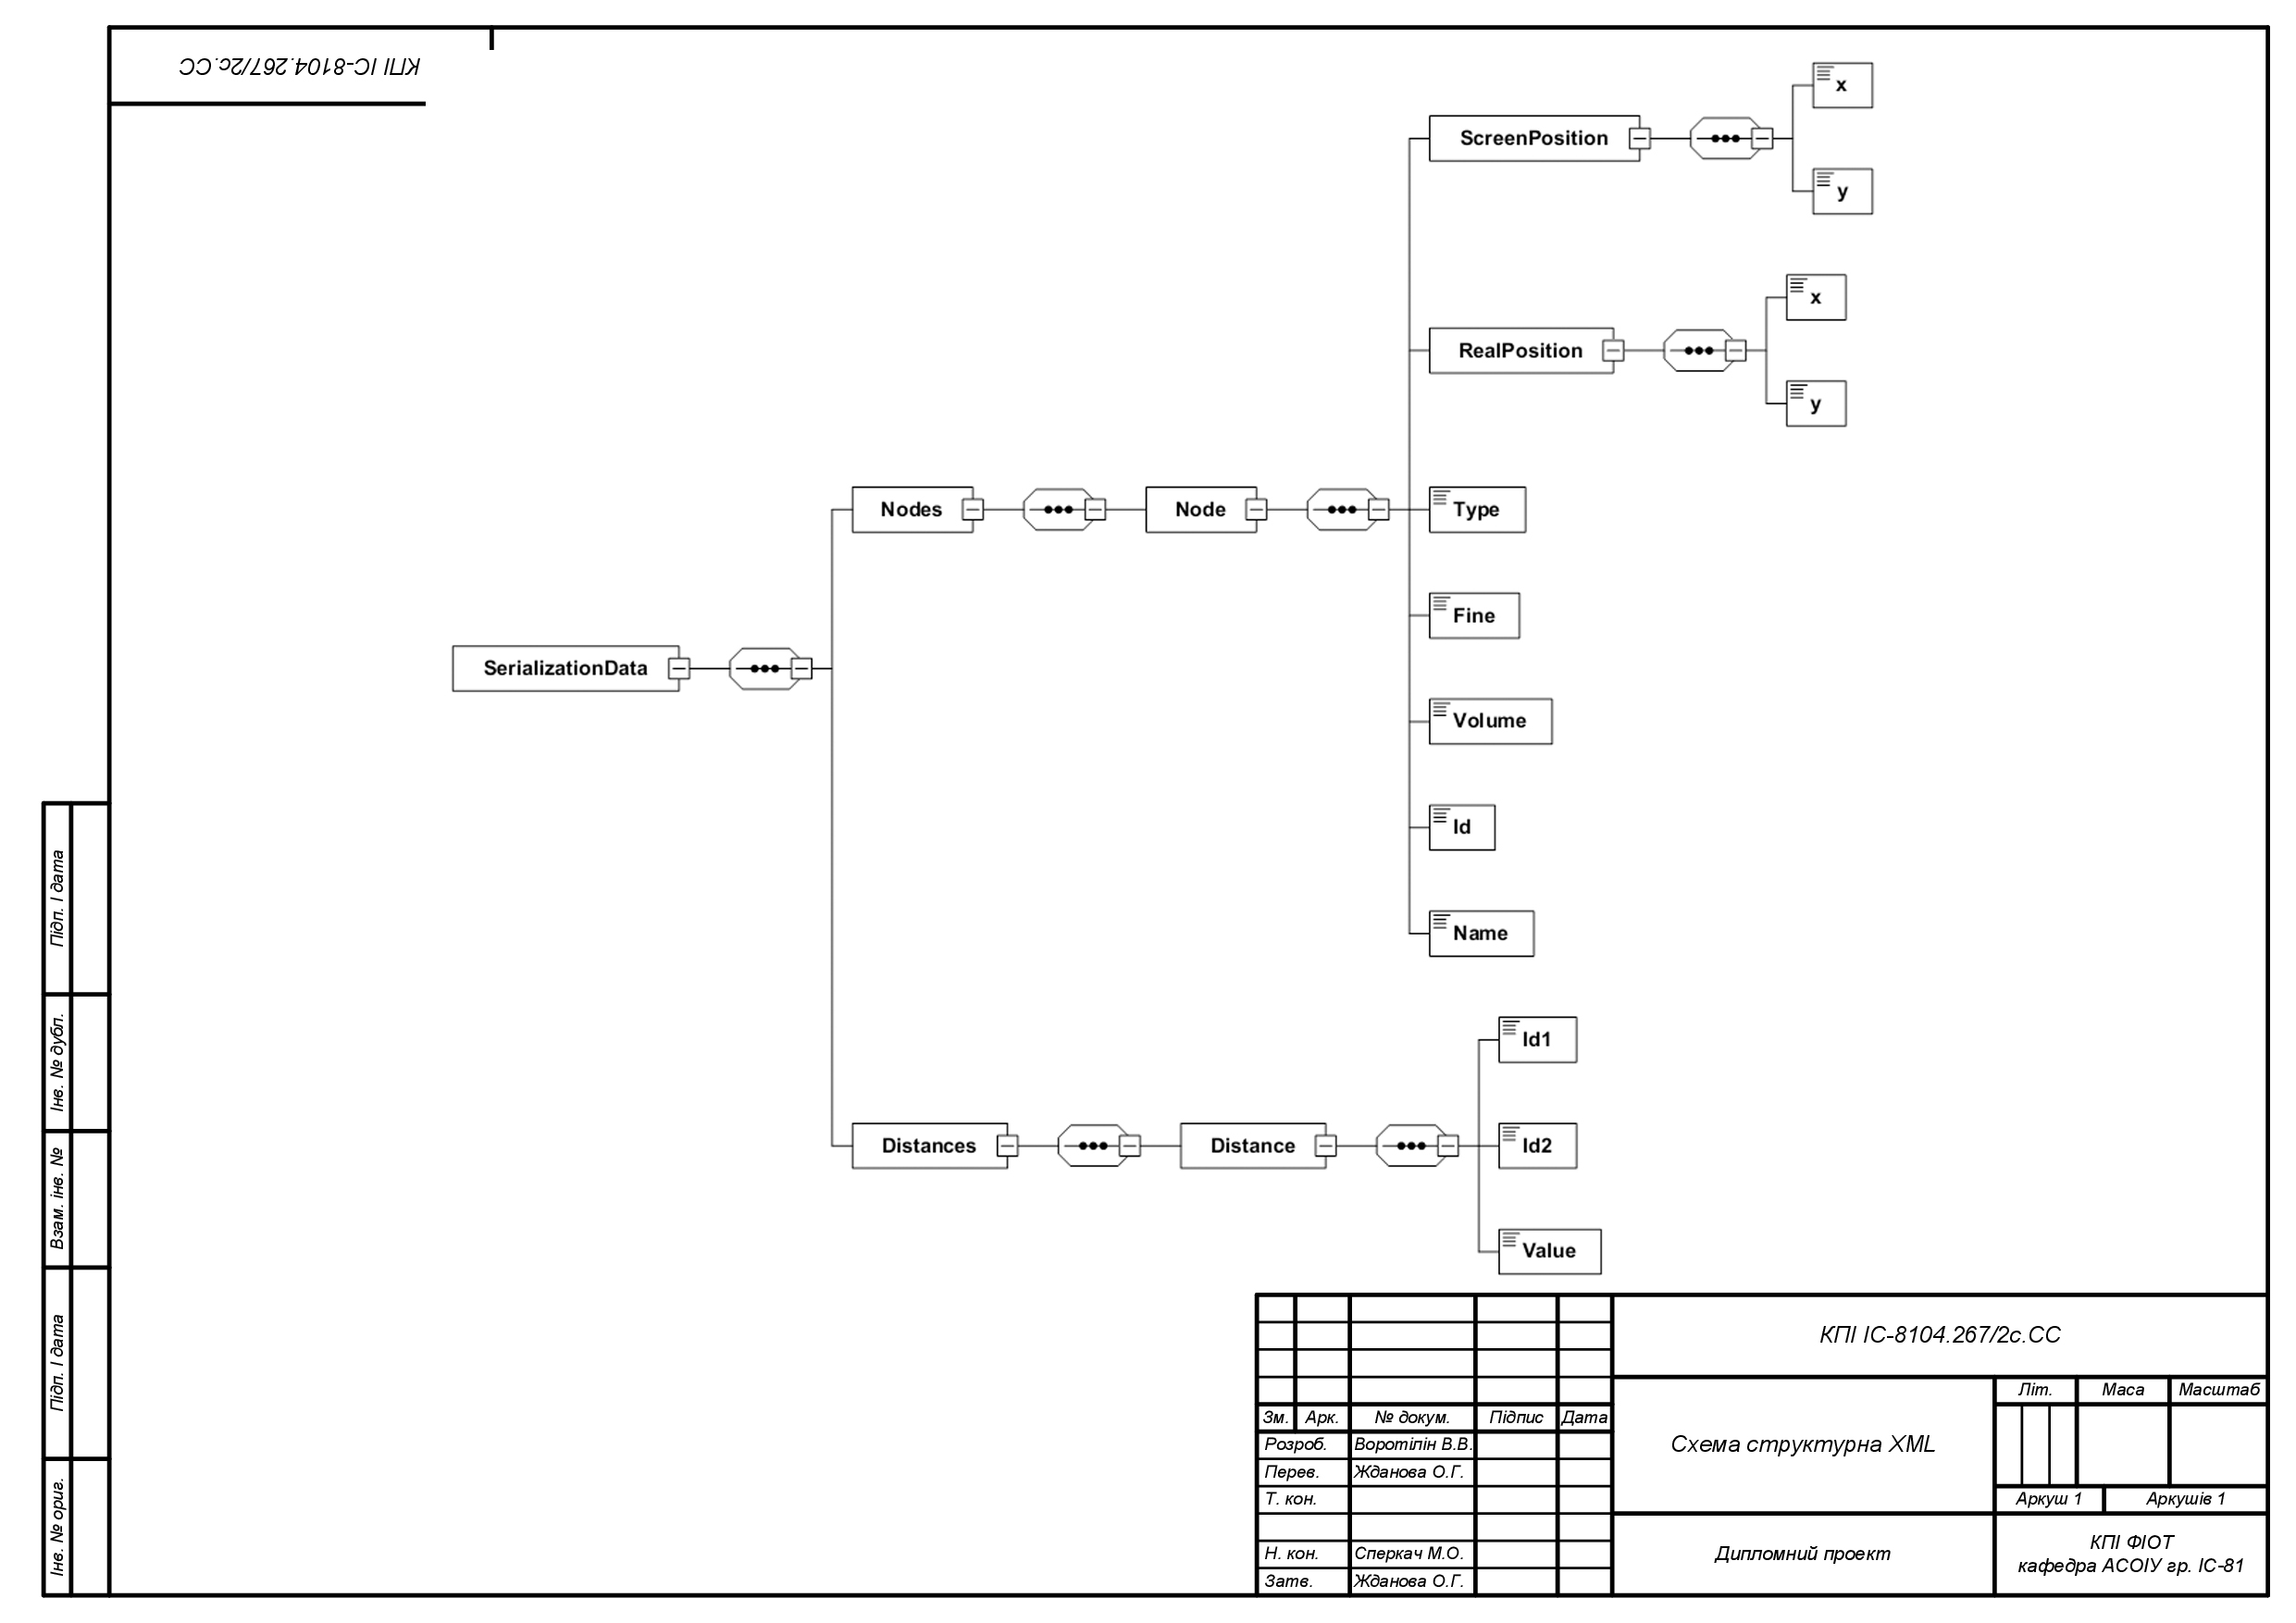 КПІ ІС-8104.267/2с.СС
x
ScreenPosition
y
x
RealPosition
y
Nodes
Node
Type
Fine
SerializationData
Volume
Id
Name
Id1
Distances
Distance
Id2
Value
Підп. І дата
Інв. № дубл.
Взам. інв. №
Підп. І дата
Інв. № ориг.
КПІ ІС-8104.267/2с.СС
Зм. Арк. № докум. Підпис Дата
Розроб. Воротілін В.В.
Перев. Жданова О.Г.
Т. кон.
Н. кон. Сперкач М.О.
Затв. Жданова О.Г.
Схема структурна XML
Літ. Маса Масштаб
Аркуш 1 Аркушів 1
Дипломний проект
КПІ ФІОТ
кафедра АСОІУ гр. ІС-81